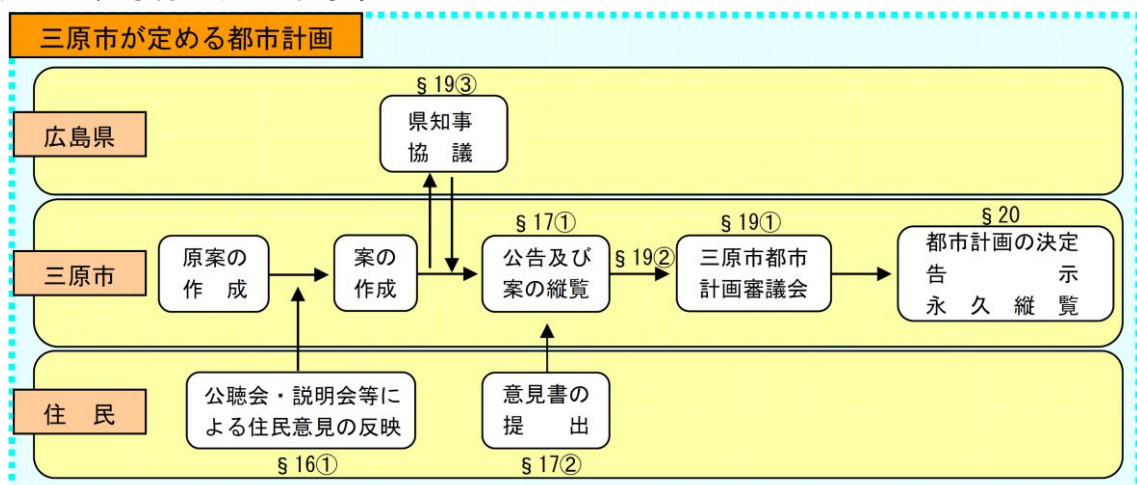 三原市が定める都市計画
§19③
広島県
県知事
協　議
§17①
§19①
§20
三原市
原案の
作　成
案の
作成
公告及び
案の縦覧
§19②
三原市都市
計画審議会
都市計画の決定
告　　　　　示
永　久　縦　覧
住　民
公聴会・説明会等に
よる住民意見の反映
意見書の
提　　出
§16①
§17②